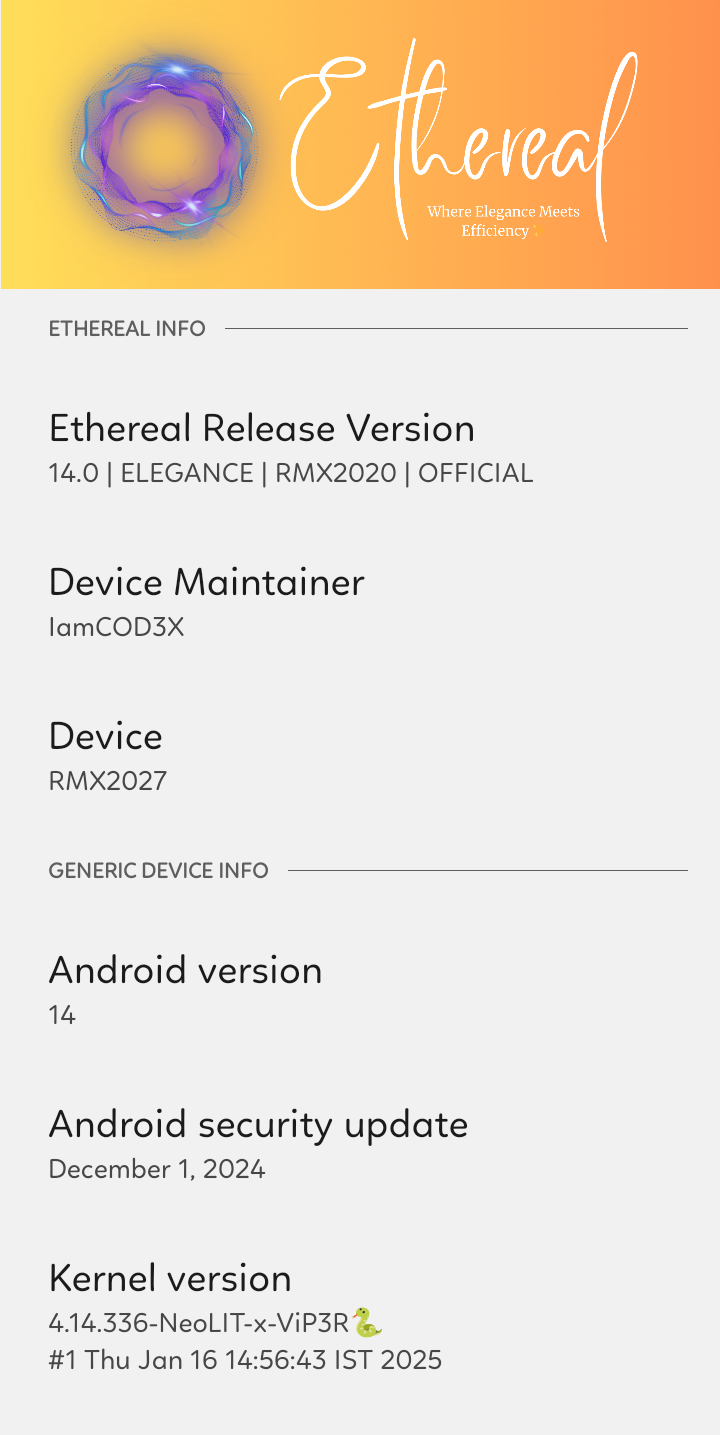 Ethereal
Where Elegance Meets
Efficiency✨
ETHEREAL INFO
Ethereal Release Version
14.0 | ELEGANCE | RMX2020 | OFFICIAL
Device Maintainer
IamCOD3X
Device
RMX2027
GENERIC DEVICE INFO
Android version
14
Android security update
December 1, 2024
Kernel version
4.14.336-NeoLIT-x-ViP3R🐍
#1 Thu Jan 16 14:56:43 IST 2025